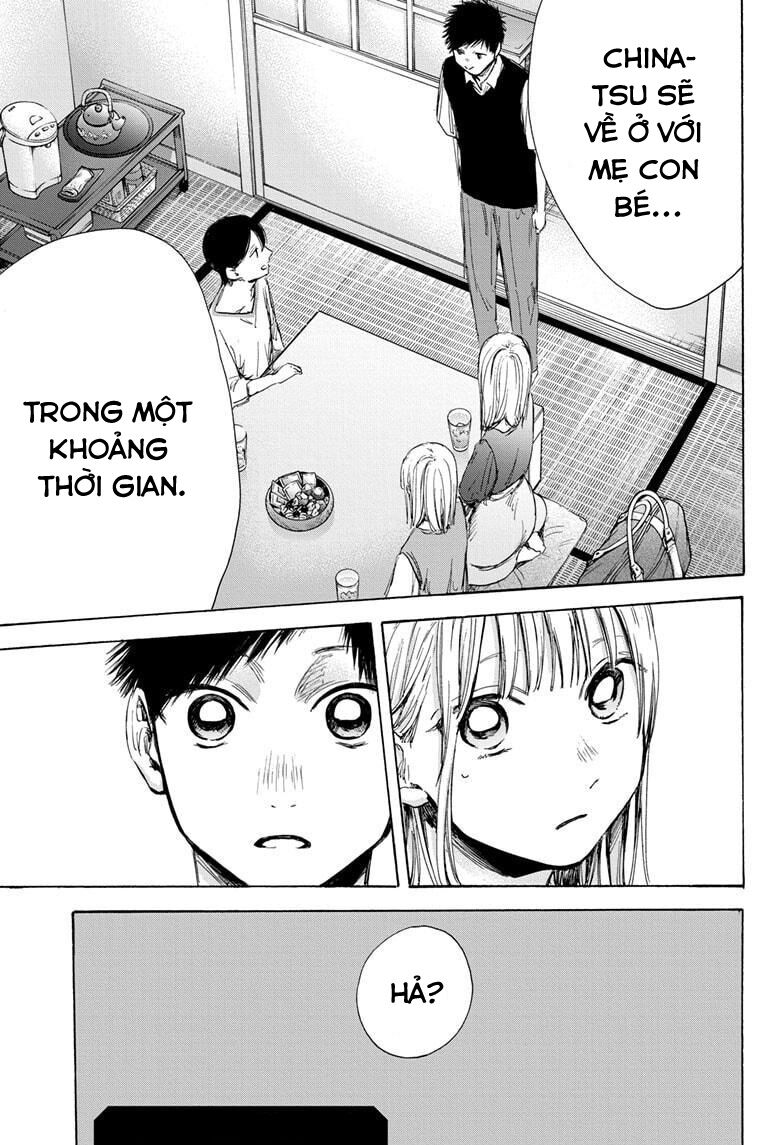 CHINA-
TSU SẼ
VỀ Ở VỚI
MẸ CON
BÉ...
TRONG MỘT
KHOẢNG
THỜI GIAN.
HẢ?